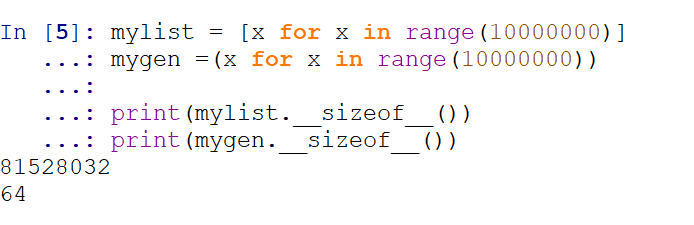 In [5]: mylist = [x for x in range(10000000)]
   ...: mygen =(x for x in range(10000000))
   ...:
   ...: print(mylist.__sizeof__())
   ...: print(mygen.__sizeof__())
81528032
64